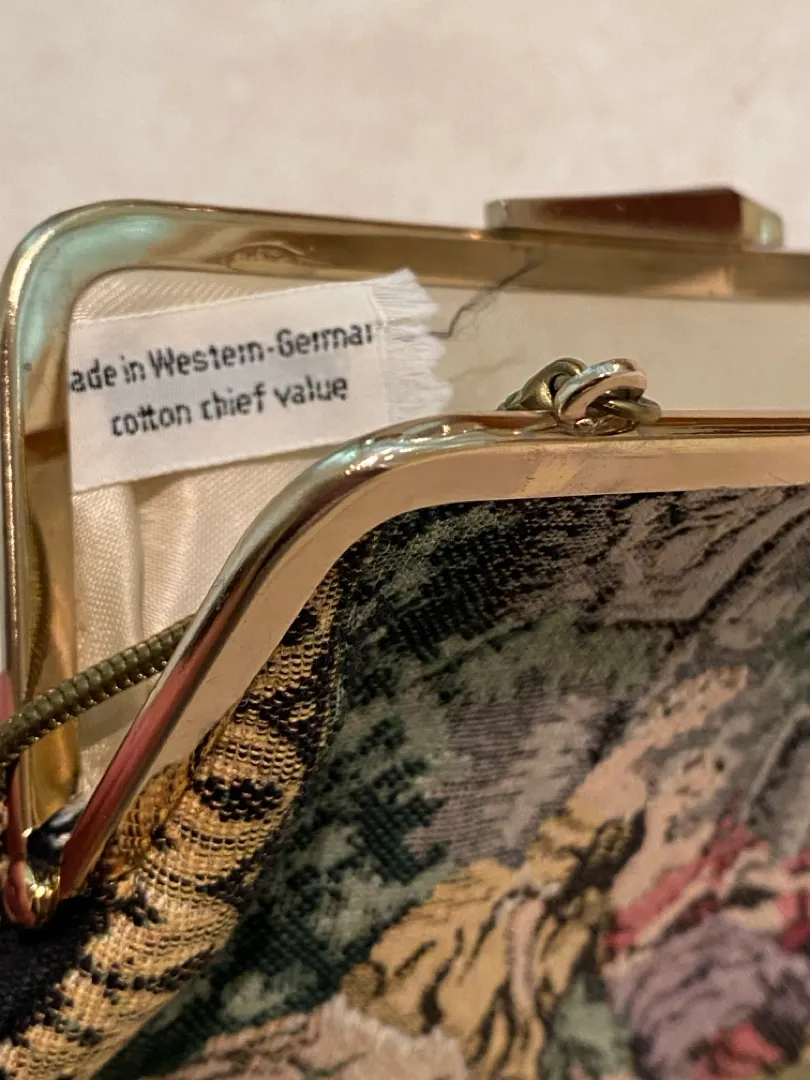 ade in Western-German
cotton chief value